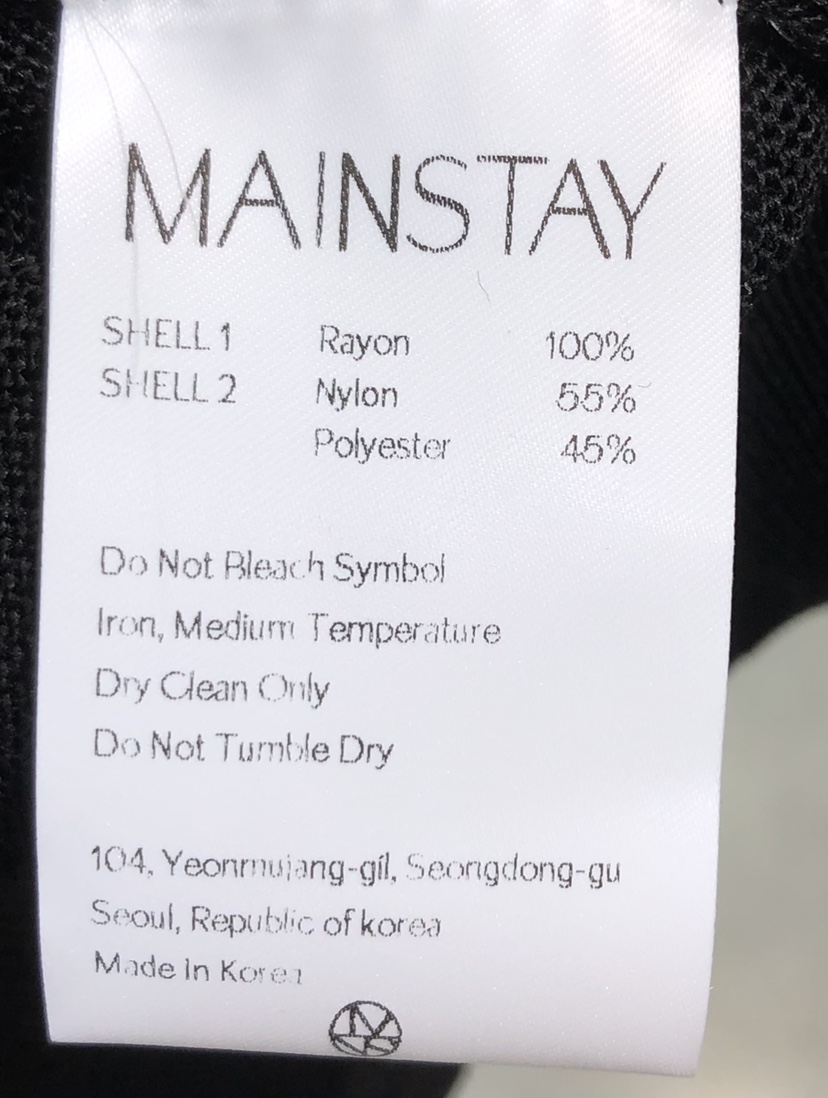 MAINSTAY
SHELL 1 Rayon 100%
SHELL 2 Nylon 55%
Polyester 45%
Do Not Bleach Symbol
Iron, Medium Temperature
Dry Clean Only
Do Not Tumble Dry
104, Yeonmujang-gil, Seongdong-gu
Seoul, Republic of korea
Made in Korea